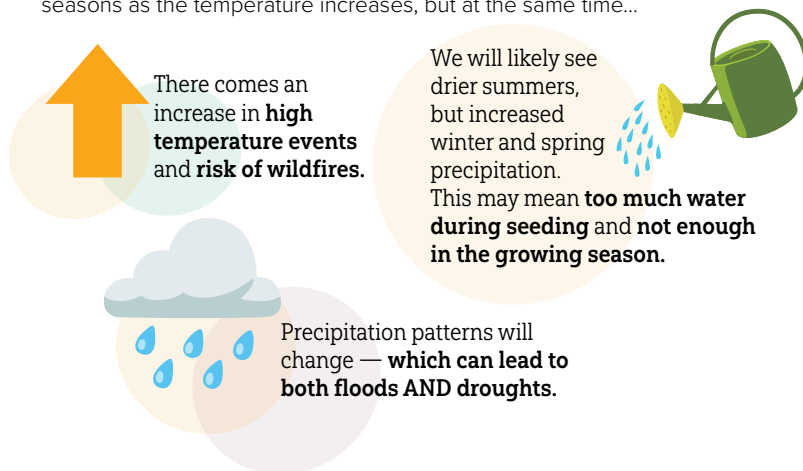 seasons as the temperature increases, but at the same time...
There comes an
increase in high
temperature events
and risk of wildfires.
We will likely see
drier summers,
but increased
winter and spring
precipitation.
This may mean too much water
during seeding and not enough
in the growing season.
Precipitation patterns will
change — which can lead to
both floods AND droughts.